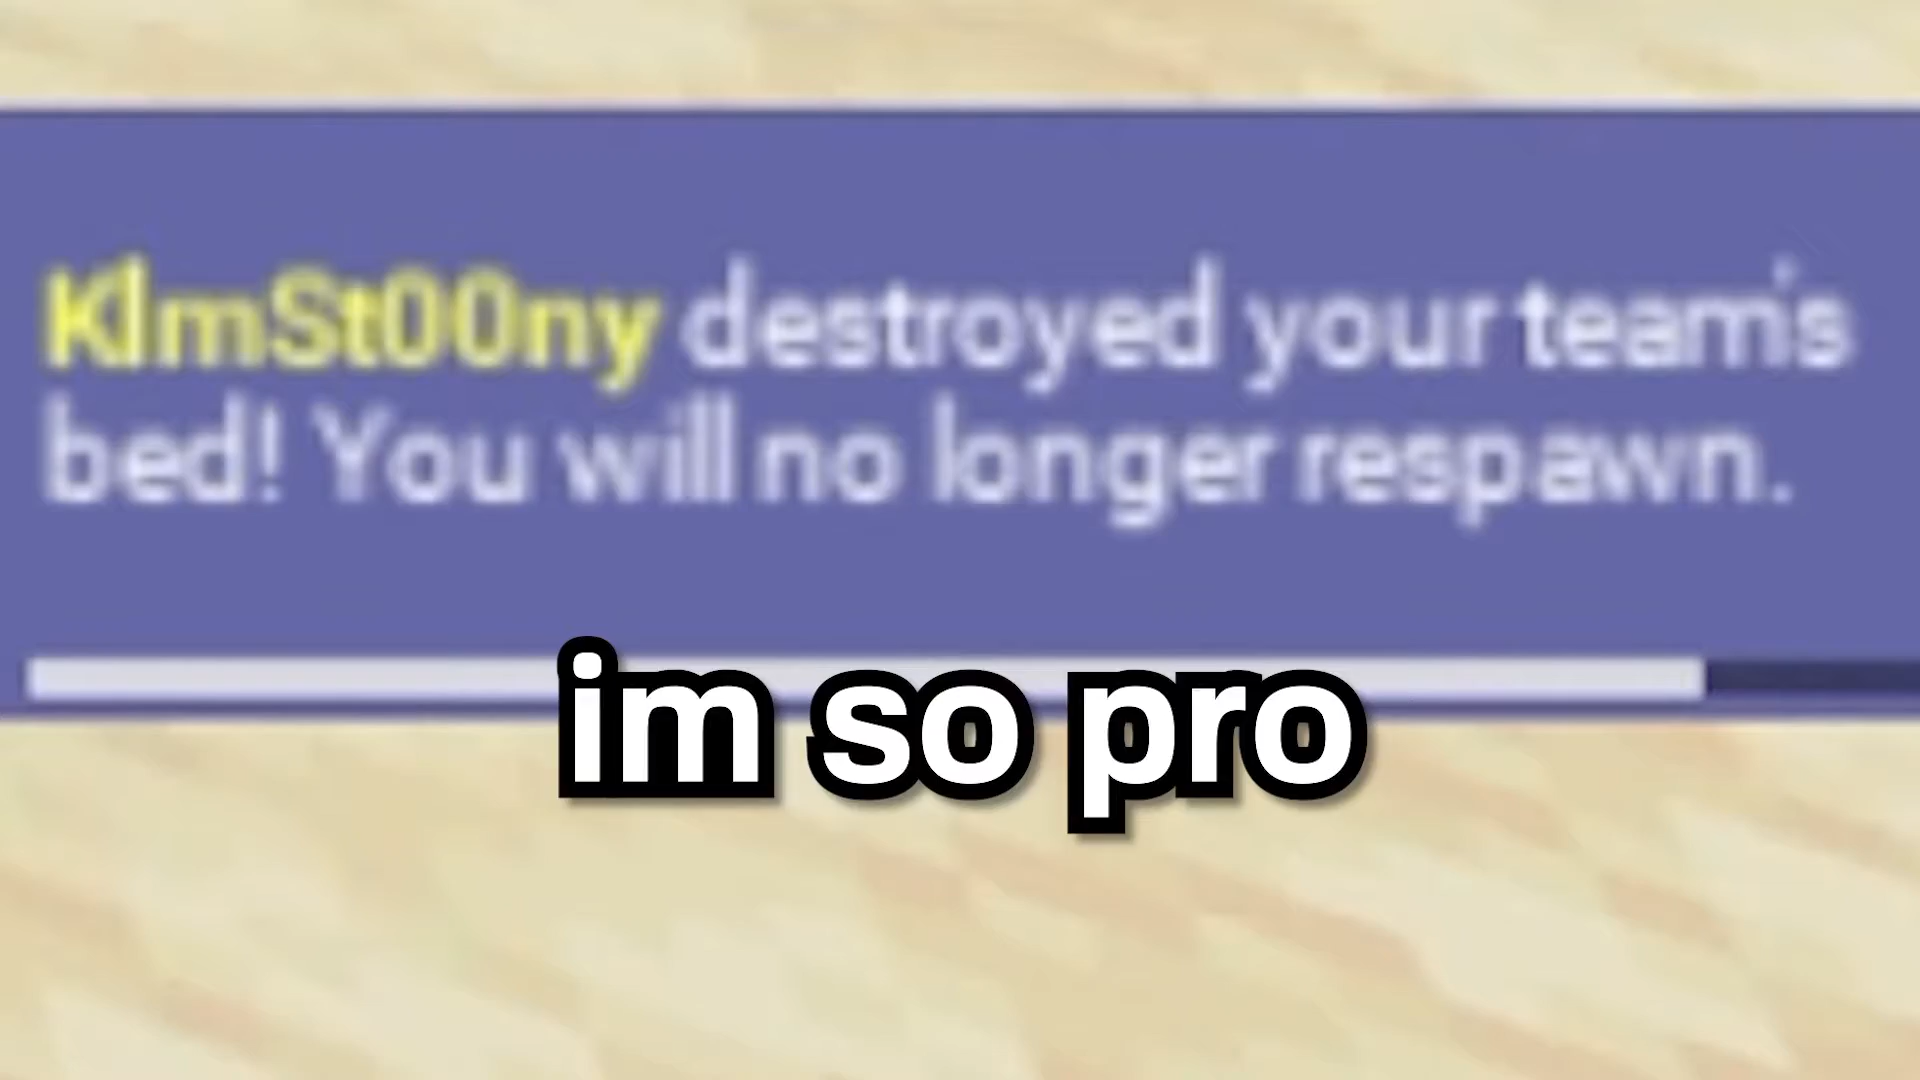 KlmSt00ny destroyed your team's
bed! You will no longer respawn.
im so pro